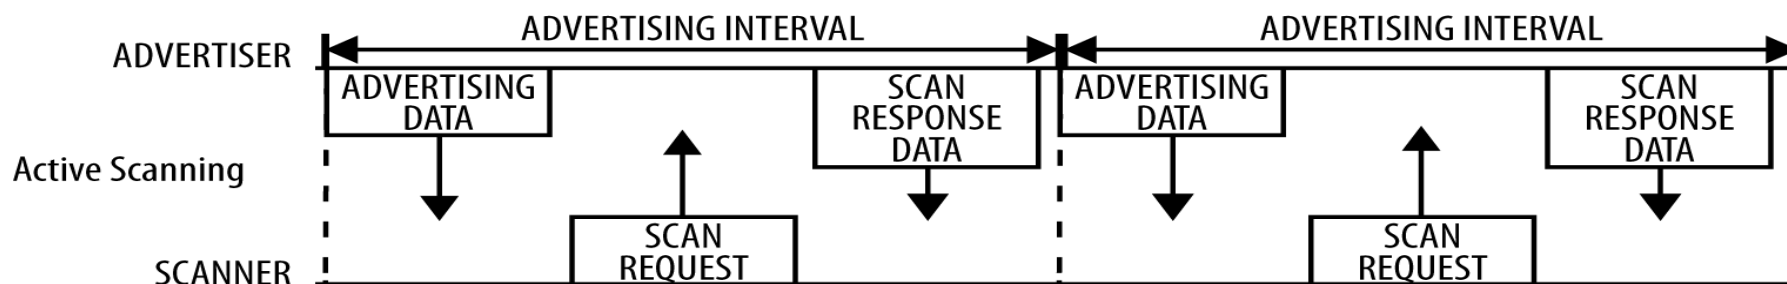 ADVERTISING INTERVAL
ADVERTISING INTERVAL
ADVERTISER
ADVERTISING
DATA
SCAN
RESPONSE
DATA
ADVERTISING
DATA
SCAN
RESPONSE
DATA
Active Scanning
SCAN
REQUEST
SCAN
REQUEST
SCANNER